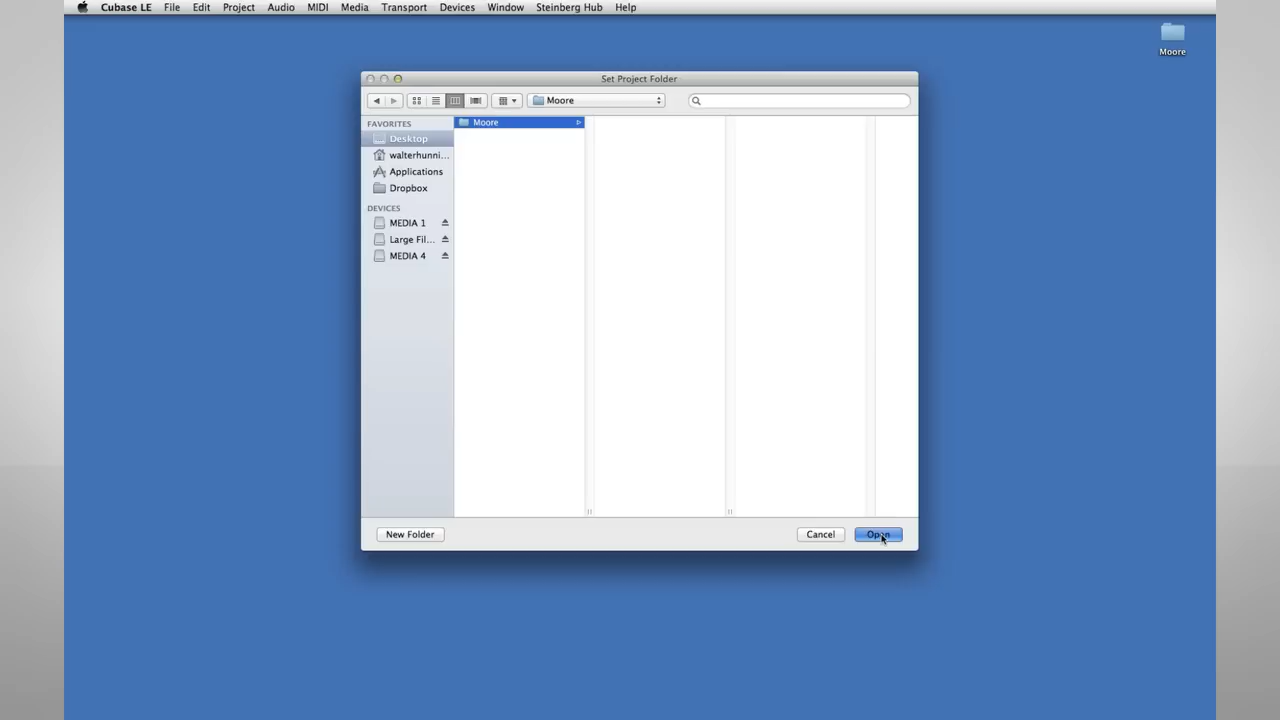 Cubase LE File Edit Project Audio MIDI Media Transport Devices Window Steinberg Hub Help
Moore
Set Project Folder
Moore
FAVORITES
Desktop
walterhunni...
Applications
Dropbox
DEVICES
MEDIA 1
Large Fil...
MEDIA 4
Moore
New Folder
Cancel
Open